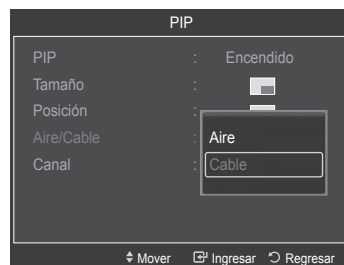 PIP
PIP : Encendido
Tamaño :
Posición :
Aire/Cable : Aire
Canal : Cable
Mover Ingresar Regresar